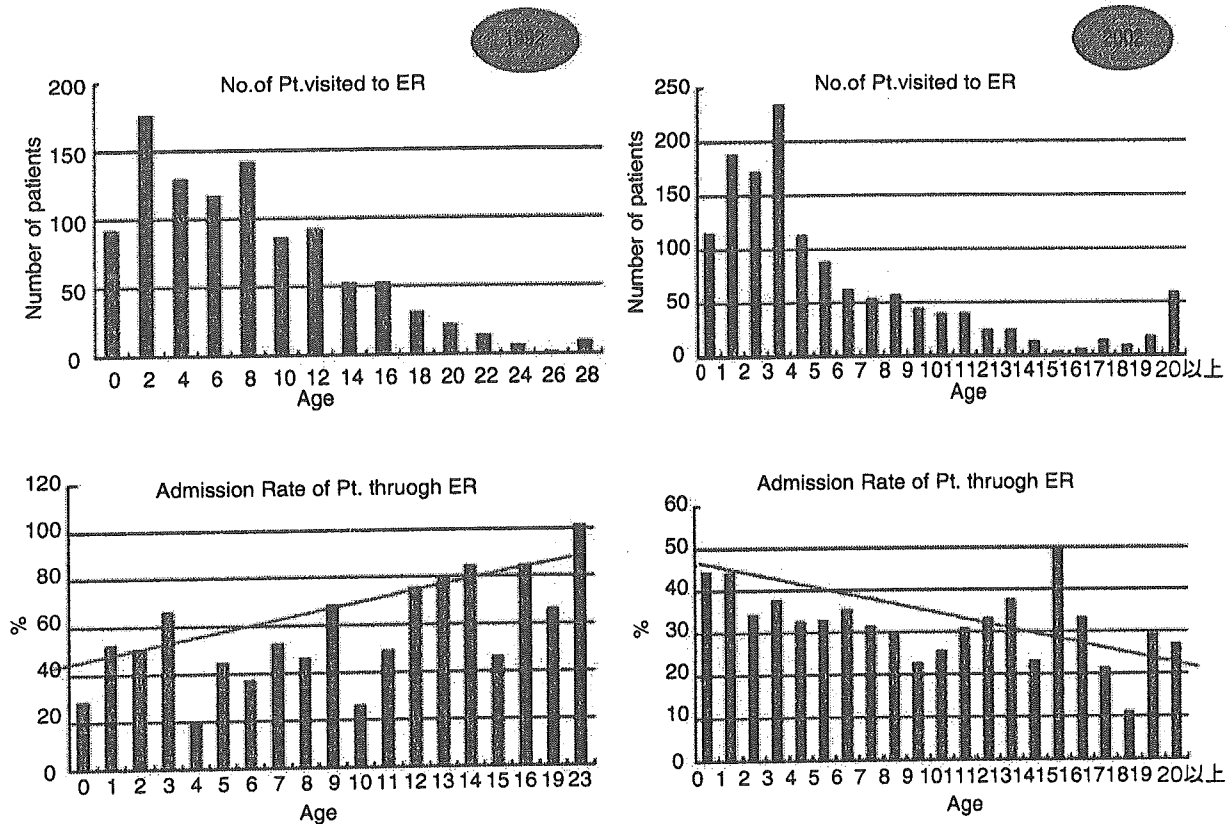 1992
2002
No.of Pt.visited to ER
Number of patients
200
150
100
50
0
0 2 4 6 8 10 12 14 16 18 20 22 24 26 28
Age
No.of Pt.visited to ER
Number of patients
250
200
150
100
50
0
0 1 2 3 4 5 6 7 8 9 10 11 12 13 14 15 16 17 18 19 20以上
Age
Admission Rate of Pt. thruogh ER
%
120
100
80
60
40
20
0
0 1 2 3 4 5 6 7 8 9 10 11 12 13 14 15 16 19 23
Age
Admission Rate of Pt. thruogh ER
%
60
50
40
30
20
10
0
0 1 2 3 4 5 6 7 8 9 10 11 12 13 14 15 16 17 18 19 20以上
Age